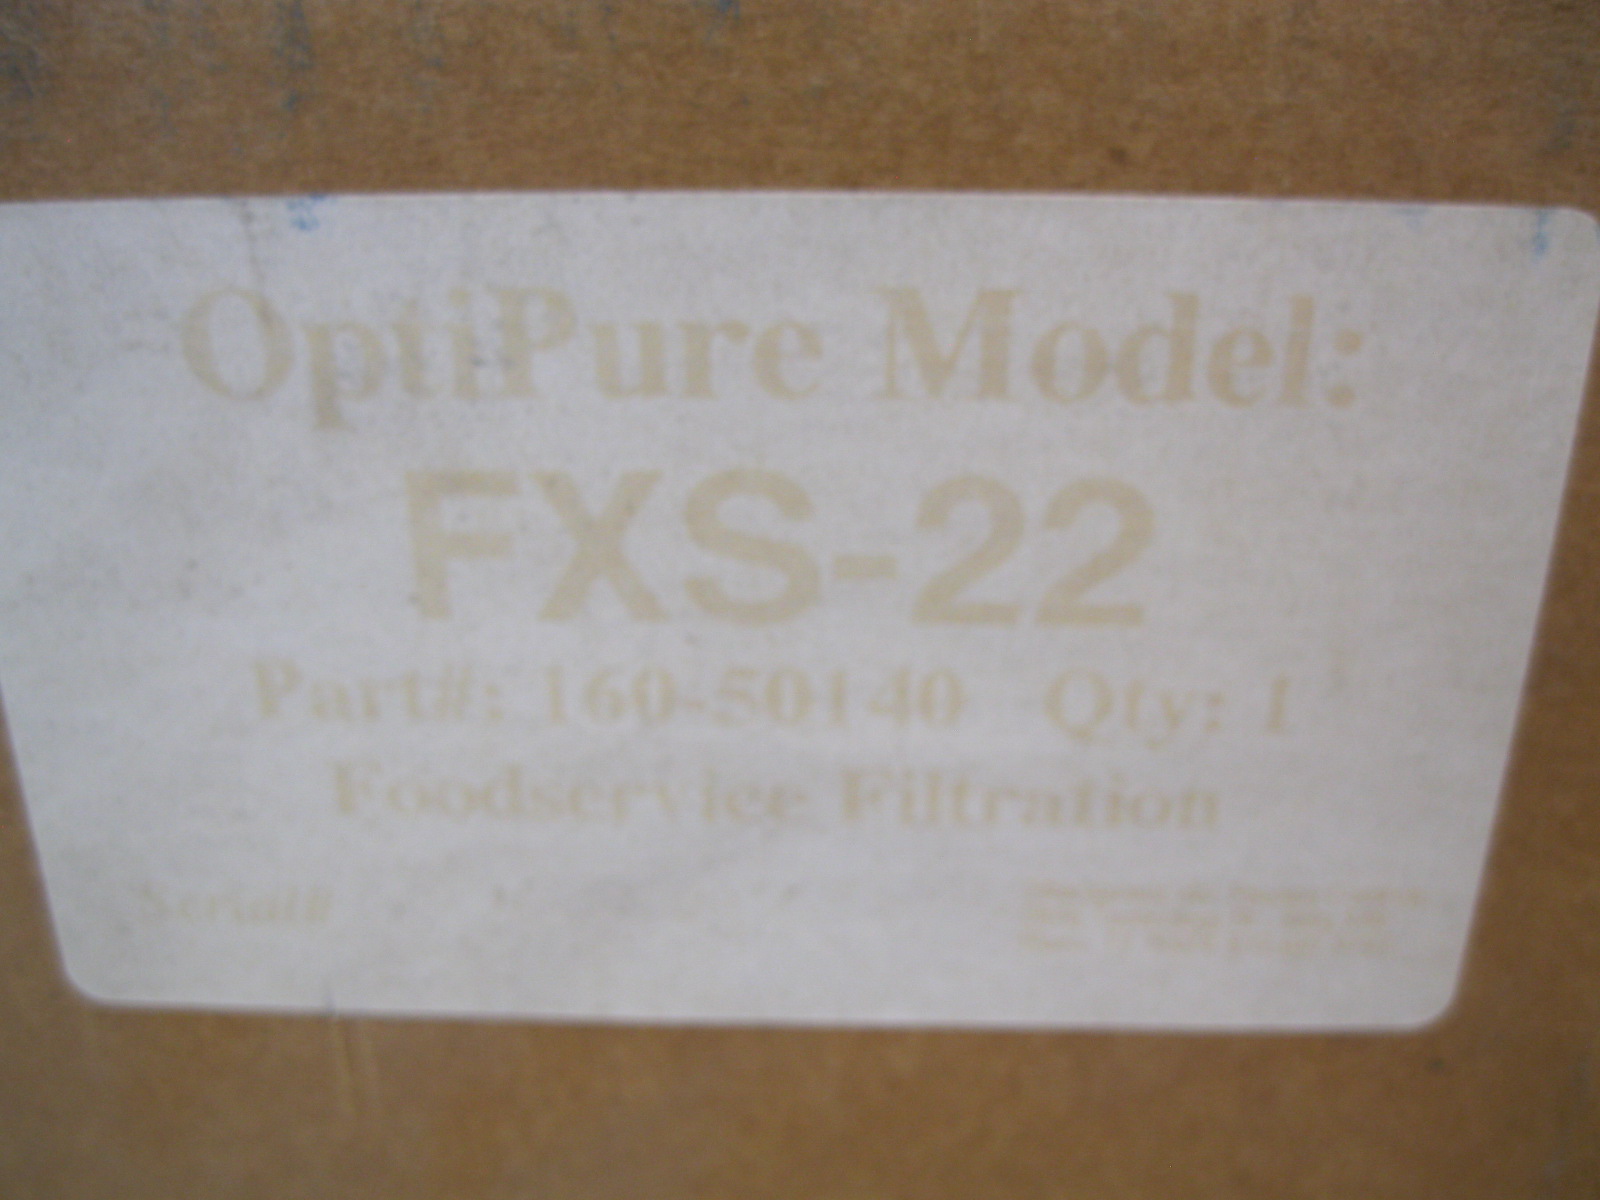 OptiPure Model:
FXS-22
Part#: 160-50140 Qty: 1
Foodservice Filtration
Serial#